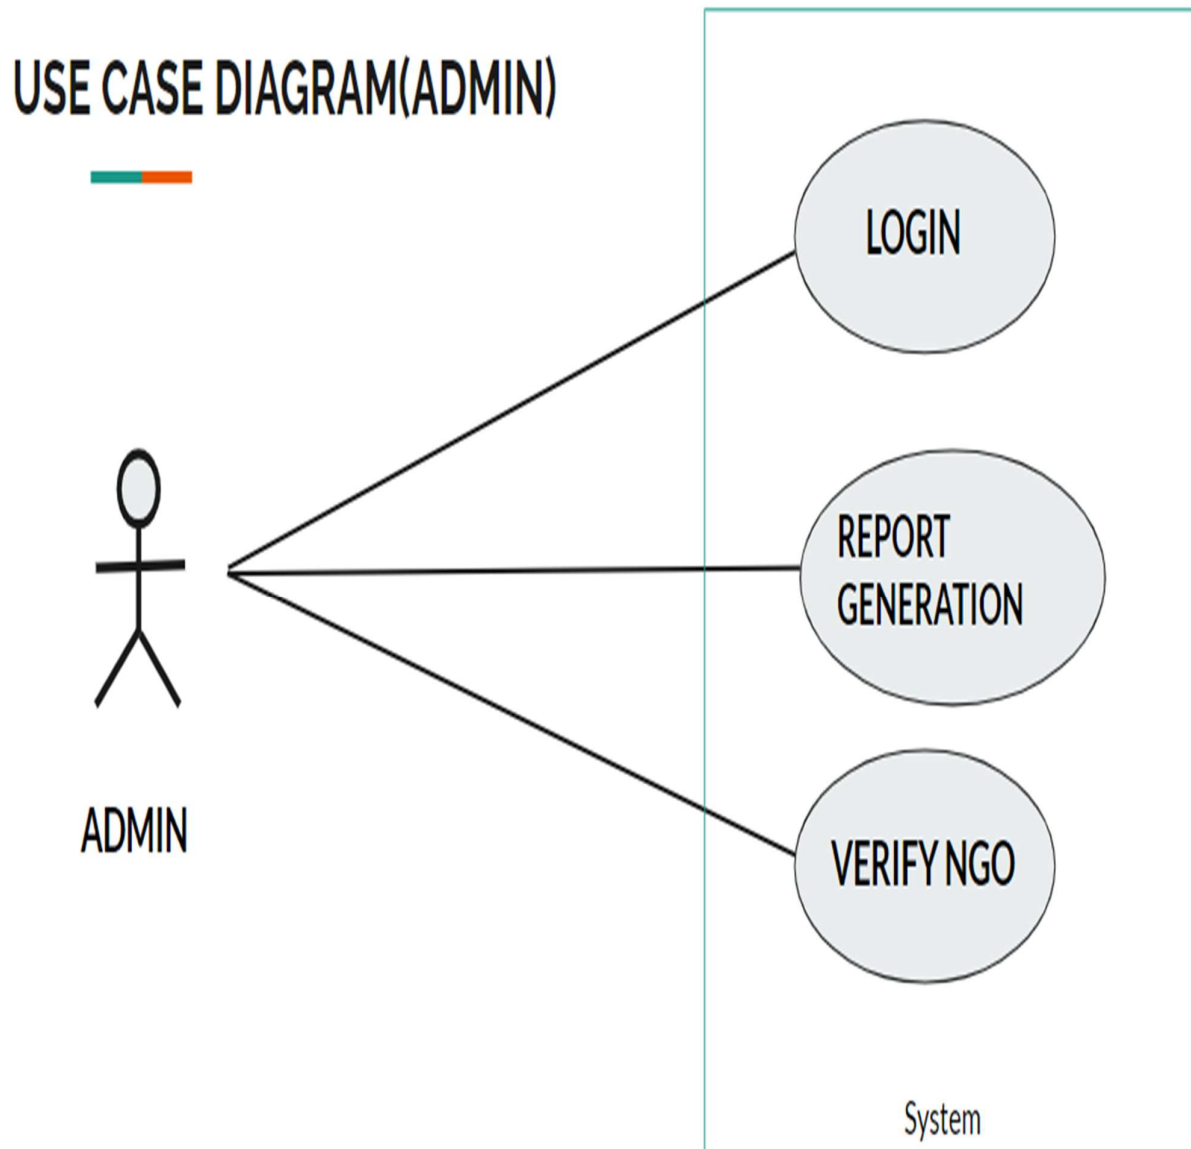 USE CASE DIAGRAM(ADMIN)
LOGIN
REPORT
GENERATION
ADMIN
VERIFY NGO
System